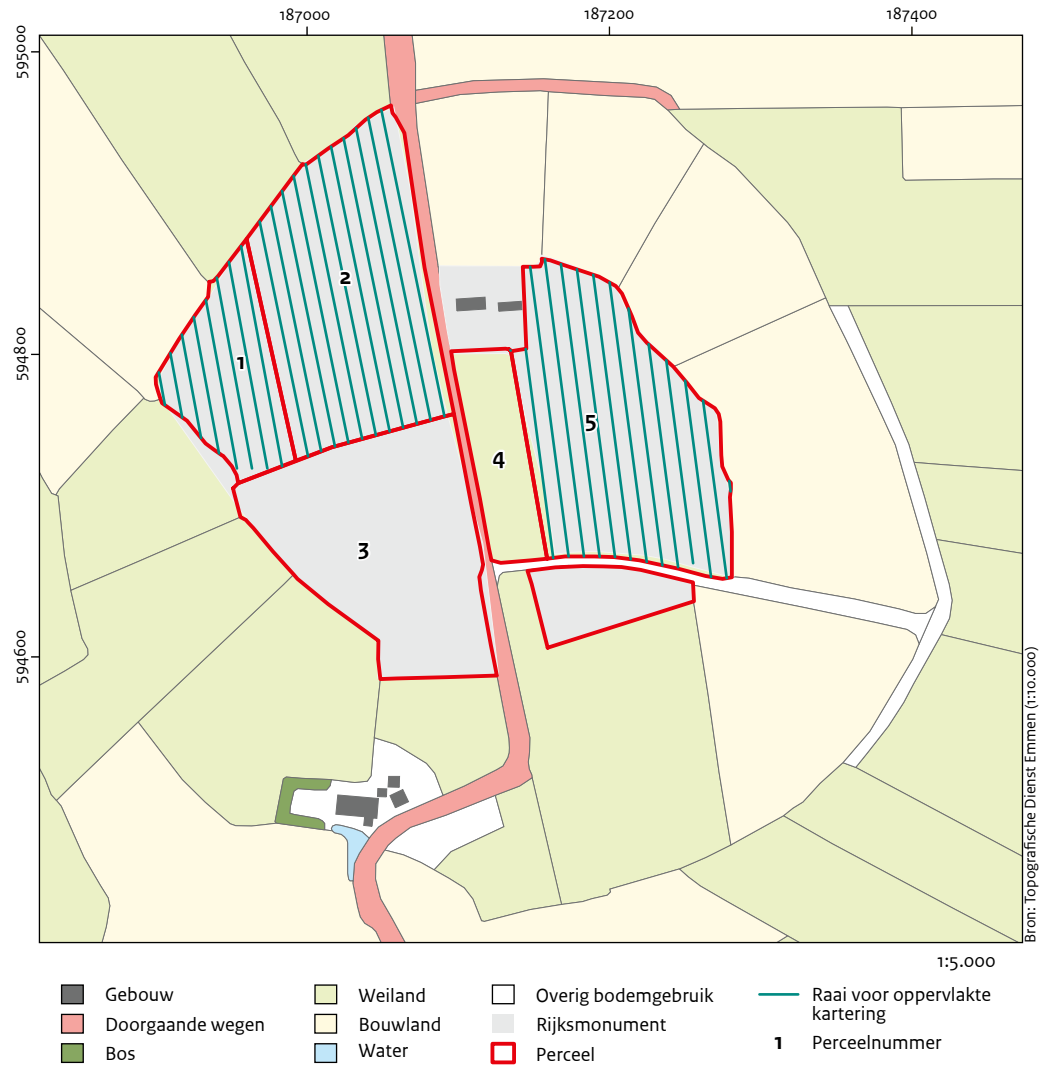 187000
187200
187400
595000
594800
594600
2
1
5
4
3
Bron: Topografische Dienst Emmen (1:10.000)
1:5.000
Gebouw
Doorgaande wegen
Bos
Weiland
Bouwland
Water
Overig bodemgebruik
Rijksmonument
Perceel
Raai voor oppervlakte
kartering
1 Perceelnummer